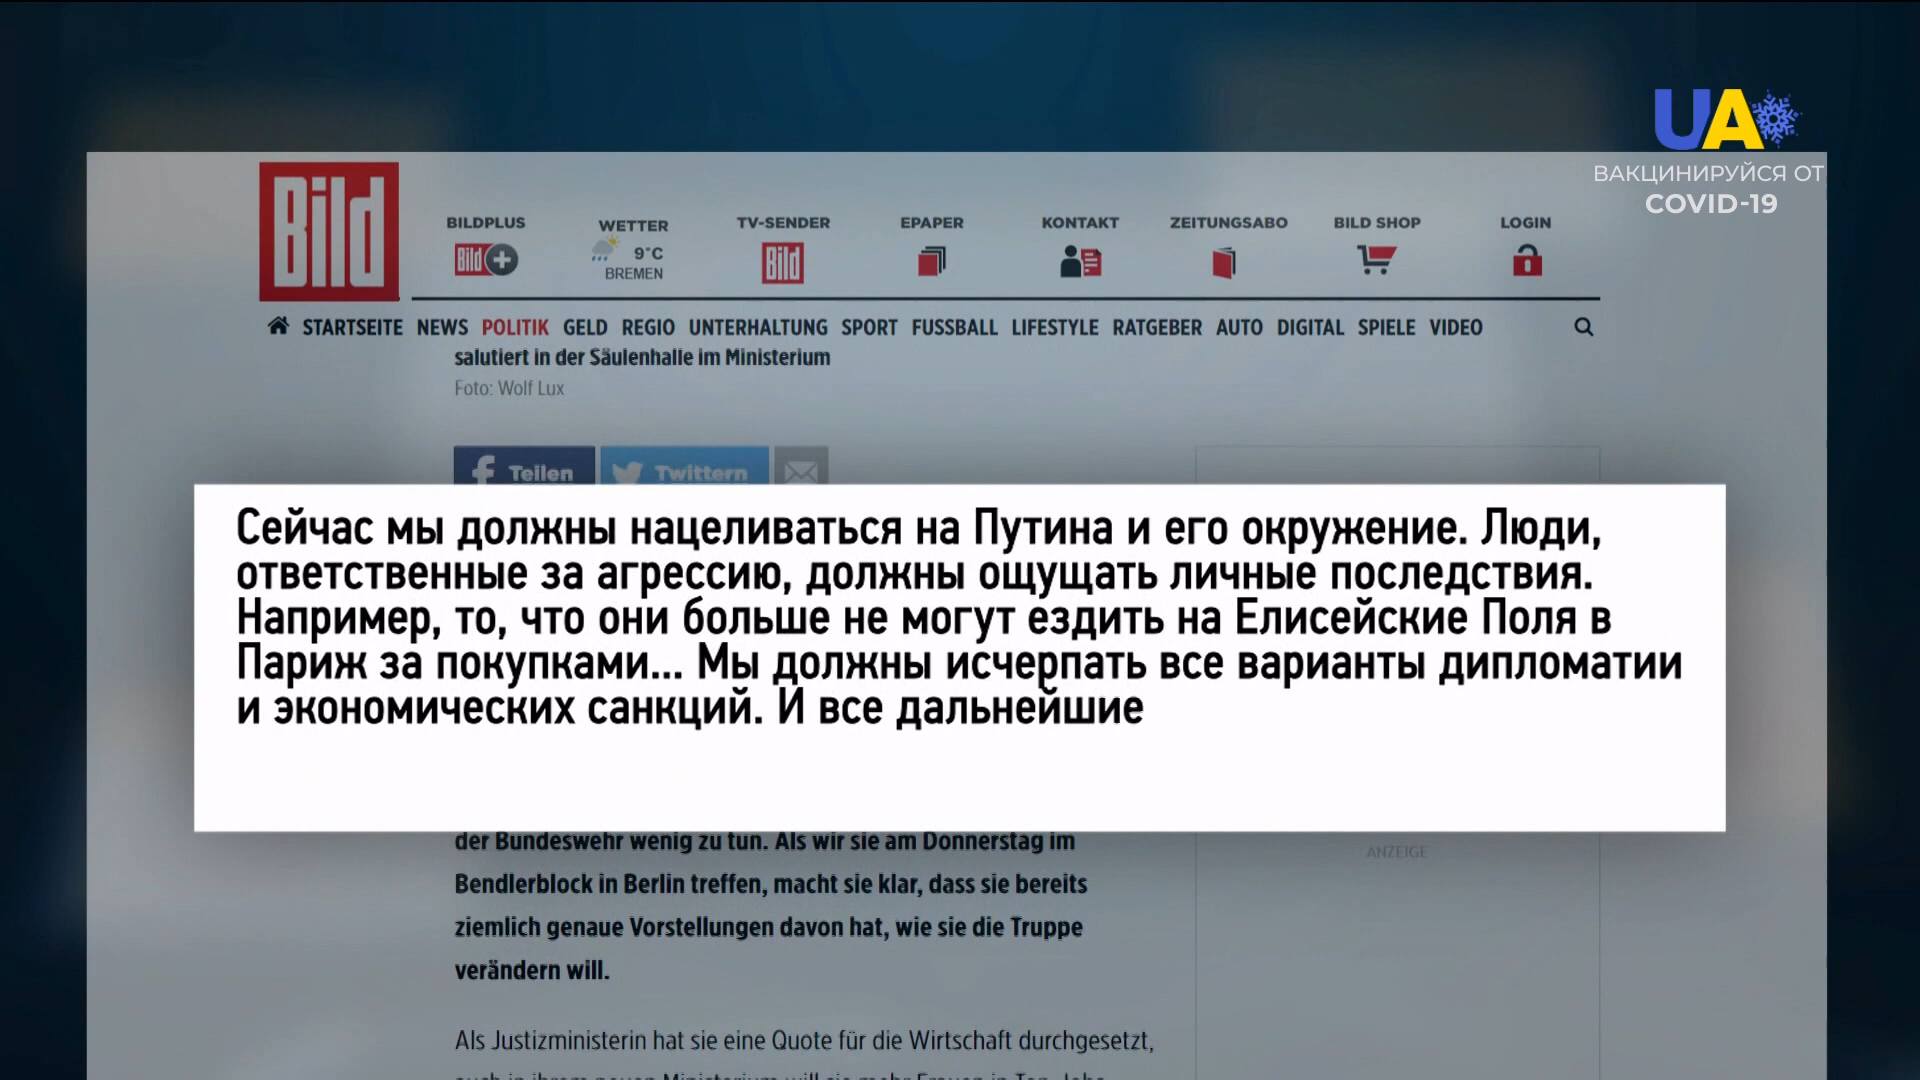 UA
ВАКЦИНИРУЙСЯ ОТ
COVID-19
Bild
BILDPLUS
WETTER
TV-SENDER
EPAPER
KONTAKT
ZEITUNGSABO
BILD SHOP
LOGIN
Bild
9°C
BREMEN
Bild
STARTSEITE NEWS POLITIK GELD REGIO UNTERHALTUNG SPORT FUSSBALL LIFESTYLE RATGEBER AUTO DIGITAL SPIELE VIDEO
salutiert in der Säulenhalle im Ministerium
Foto: Wolf Lux
Teilen
Twittern
Сейчас мы должны нацеливаться на Путина и его окружение. Люди,
ответственные за агрессию, должны ощущать личные последствия.
Например, то, что они больше не могут ездить на Елисейские Поля в
Париж за покупками... Мы должны исчерпать все варианты дипломатии
и экономических санкций. И все дальнейшие
der Bundeswehr wenig zu tun. Als wir sie am Donnerstag im
Bendlerblock in Berlin treffen, macht sie klar, dass sie bereits
ziemlich genaue Vorstellungen davon hat, wie sie die Truppe
verändern will.
ANZEIGE
Als Justizministerin hat sie eine Quote für die Wirtschaft durchgesetzt,